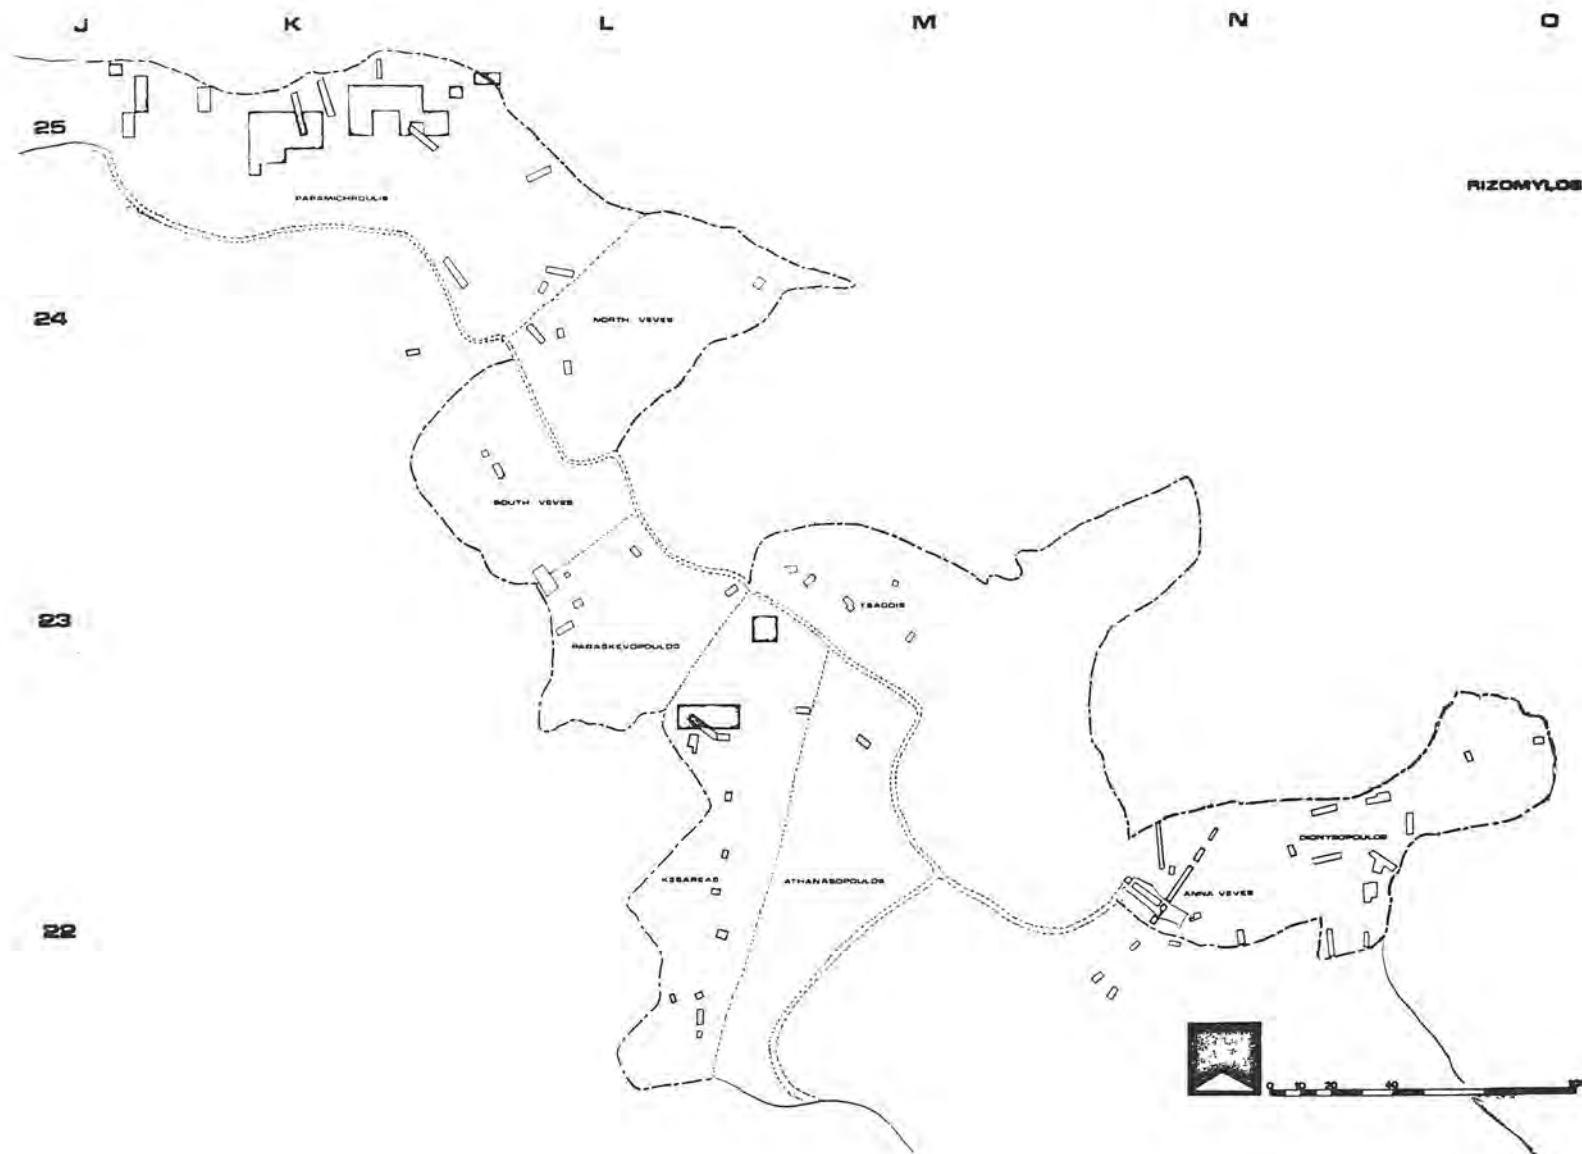 J K L M N O
25
RIZOMYLOS
PAPAMICHROULIS
24
NORTH VEVES
SOUTH VEVES
TSADDIS
23
PARASKEVOPOULOS
DIONYSOPOULOS
KESAREAS
ATHANASOPOULOS
ANNA VEVES
22
0 10 20 40